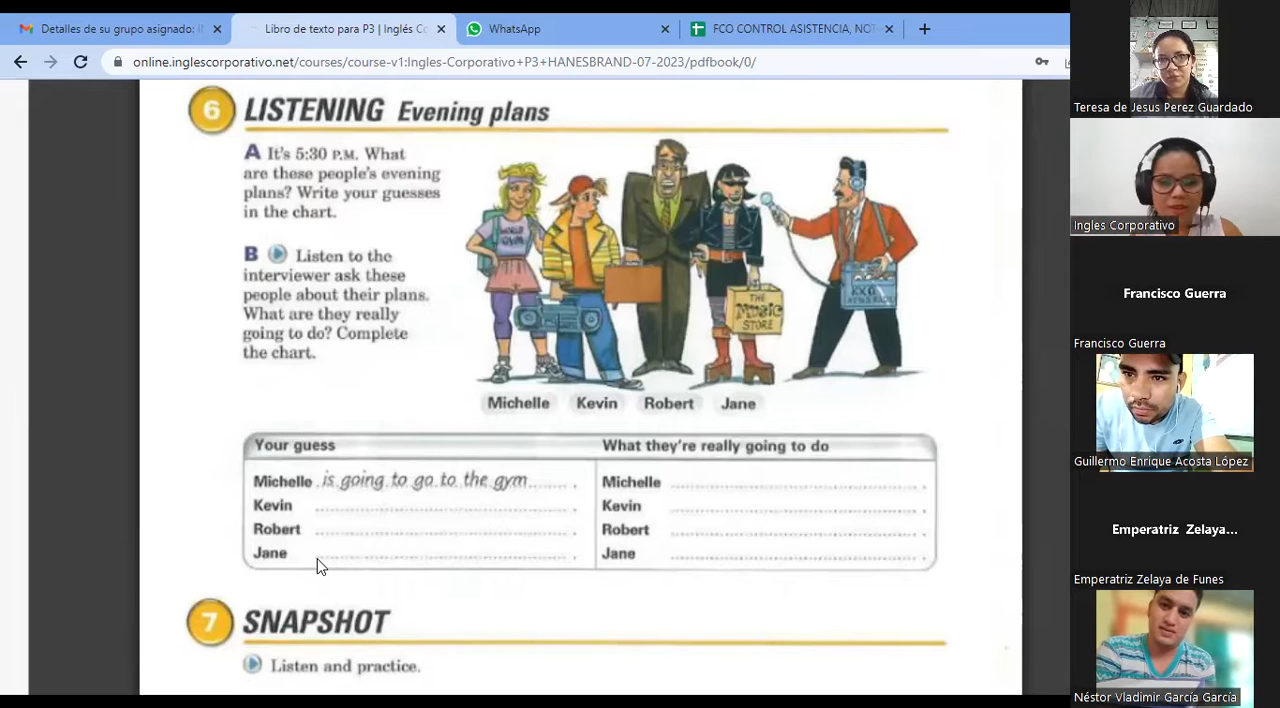 Detalles de su grupo asignado: I
Libro de texto para P3 | Inglés Co
WhatsApp
FCO CONTROL ASISTENCIA, NOT
online.inglescorporativo.net/courses/course-v1:Ingles-Corporativo+P3+HANESBRAND-07-2023/pdfbook/0/
6 LISTENING Evening plans
A It's 5:30 P.M. What
are these people's evening
plans? Write your guesses
in the chart.
B Listen to the
interviewer ask these
people about their plans.
What are they really
going to do? Complete
the chart.
WORLD
GYM
THE
Music
STORE
Michelle Kevin Robert Jane
Your guess What they're really going to do
Michelle is going to go to the gym. Michelle
Kevin Kevin
Robert Robert
Jane Jane
7 SNAPSHOT
Listen and practice.
Teresa de Jesus Perez Guardado
Ingles Corporativo
Francisco Guerra
Francisco Guerra
Guillermo Enrique Acosta López
Emperatriz Zelaya...
Emperatriz Zelaya de Funes
Néstor Vladimir García García